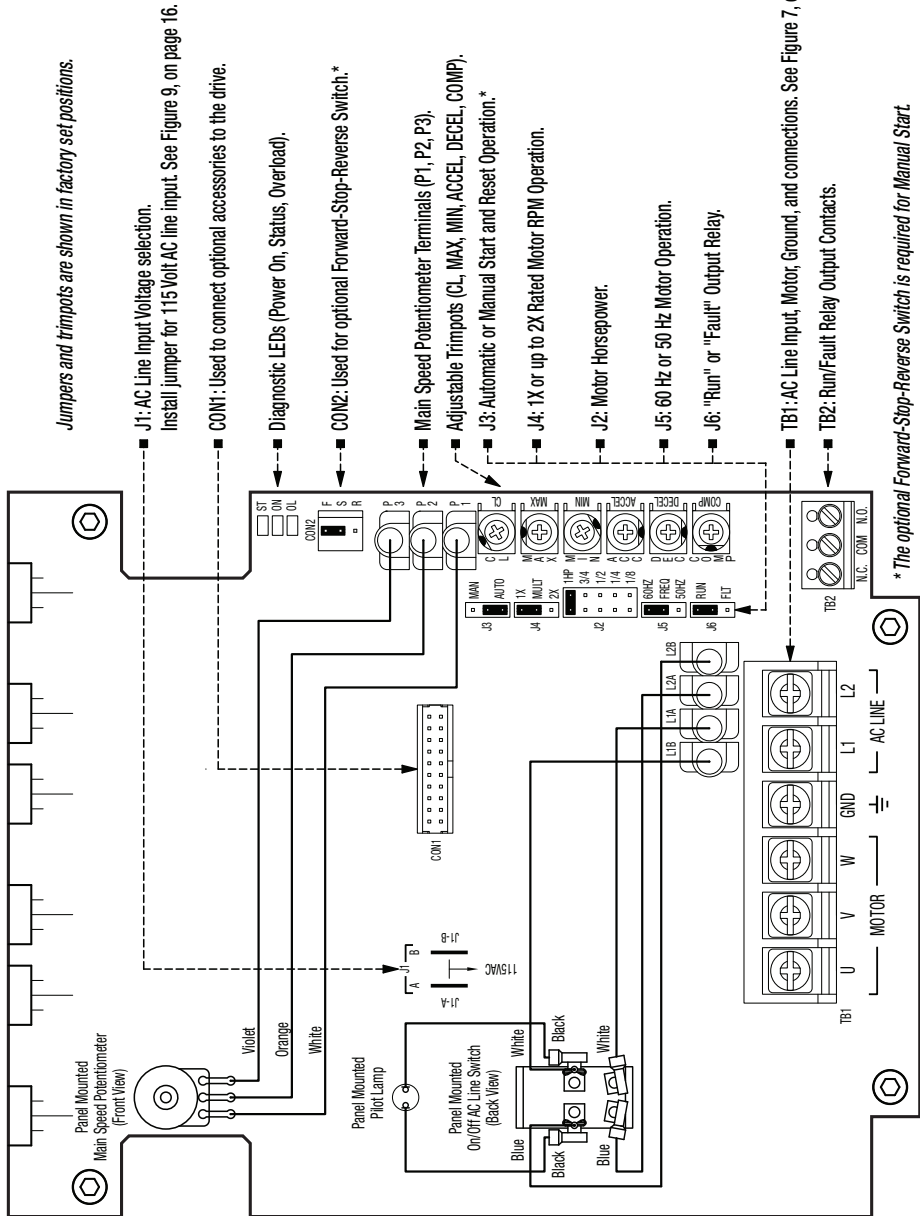 Jumpers and trimpots are shown in factory set positions.
J1: AC Line Input Voltage selection.
Install jumper for 115 Volt AC line input. See Figure 9, on page 16.
CON1: Used to connect optional accessories to the drive.
Diagnostic LEDs (Power On, Status, Overload).
CON2: Used for optional Forward-Stop-Reverse Switch.*
Main Speed Potentiometer Terminals (P1, P2, P3).
Adjustable Trimpots (CL, MAX, MIN, ACCEL, DECEL, COMP).
J3: Automatic or Manual Start and Reset Operation.*
J4: 1X or up to 2X Rated Motor RPM Operation.
J2: Motor Horsepower.
J5: 60 Hz or 50 Hz Motor Operation.
J6: "Run" or "Fault" Output Relay.
TB1: AC Line Input, Motor, Ground, and connections. See Figure 7,
TB2: Run/Fault Relay Output Contacts.
* The optional Forward-Stop-Reverse Switch is required for Manual Start.
Panel Mounted
Main Speed Potentiometer
(Front View)
Violet
Orange
White
Panel Mounted
Pilot Lamp
Panel Mounted
On/Off AC Line Switch
(Back View)
Blue
White
Black
Black
Blue
White
J1
A
B
J1-A
J1-B
115VAC
CON1
ST
ON
OL
CON2
F
S
R
P3
P2
P1
CL
CL
MAX
MAX
MIN
MIN
ACC
ACCEL
DEC
DECEL
COMP
COMP
MAN
AUTO
J3
1X
MULT
2X
J4
1HP
3/4
1/2
1/4
1/8
J2
60HZ
FREQ
50HZ
J5
RUN
FLT
J6
L1B
L1A
L2A
L2B
TB2
N.C.
COM
N.O.
TB1
U
V
W
GND
L1
L2
MOTOR
AC LINE